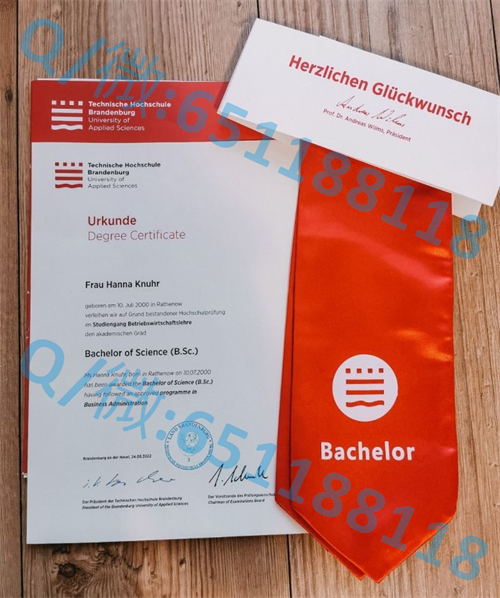 Herzlichen Glückwunsch
Prof. Dr. Andreas Wilms, Präsident
Technische Hochschule
Brandenburg
University of
Applied Sciences
Technische Hochschule
Brandenburg
University of
Applied Sciences
Urkunde
Degree Certificate
Frau Hanna Knuhr
geboren am 10. Juli 2000 in Rathenow
verleihen wir auf Grund bestandener Hochschulprüfung
im Studiengang Betriebswirtschaftslehre
den akademischen Grad
Bachelor of Science (B.Sc.)
Ms Hanna Knuhr, born in Rathenow on 10.07.2000
has been awarded the Bachelor of Science (B.Sc.)
having followed an approved programme in
Business Administration
LAND BRANDENBURG
Brandenburg an der Havel, 24.09.2022
Der Präsident der Technischen Hochschule Brandenburg
President of the Brandenburg University of Applied Sciences
Der Vorsitzende des Prüfungsausschusses
Chairman of Examinations Board
Bachelor
Q/微:651188118
Q/微:651188118